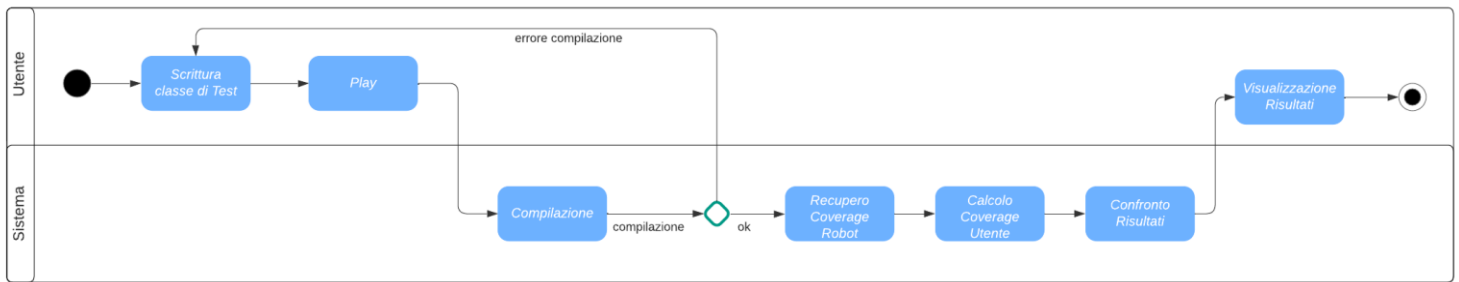 Utente
errore compilazione
Scrittura
classe di Test
Play
Visualizzazione
Risultati
Sistema
Compilazione
compilazione
ok
Recupero
Coverage
Robot
Calcolo
Coverage
Utente
Confronto
Risultati